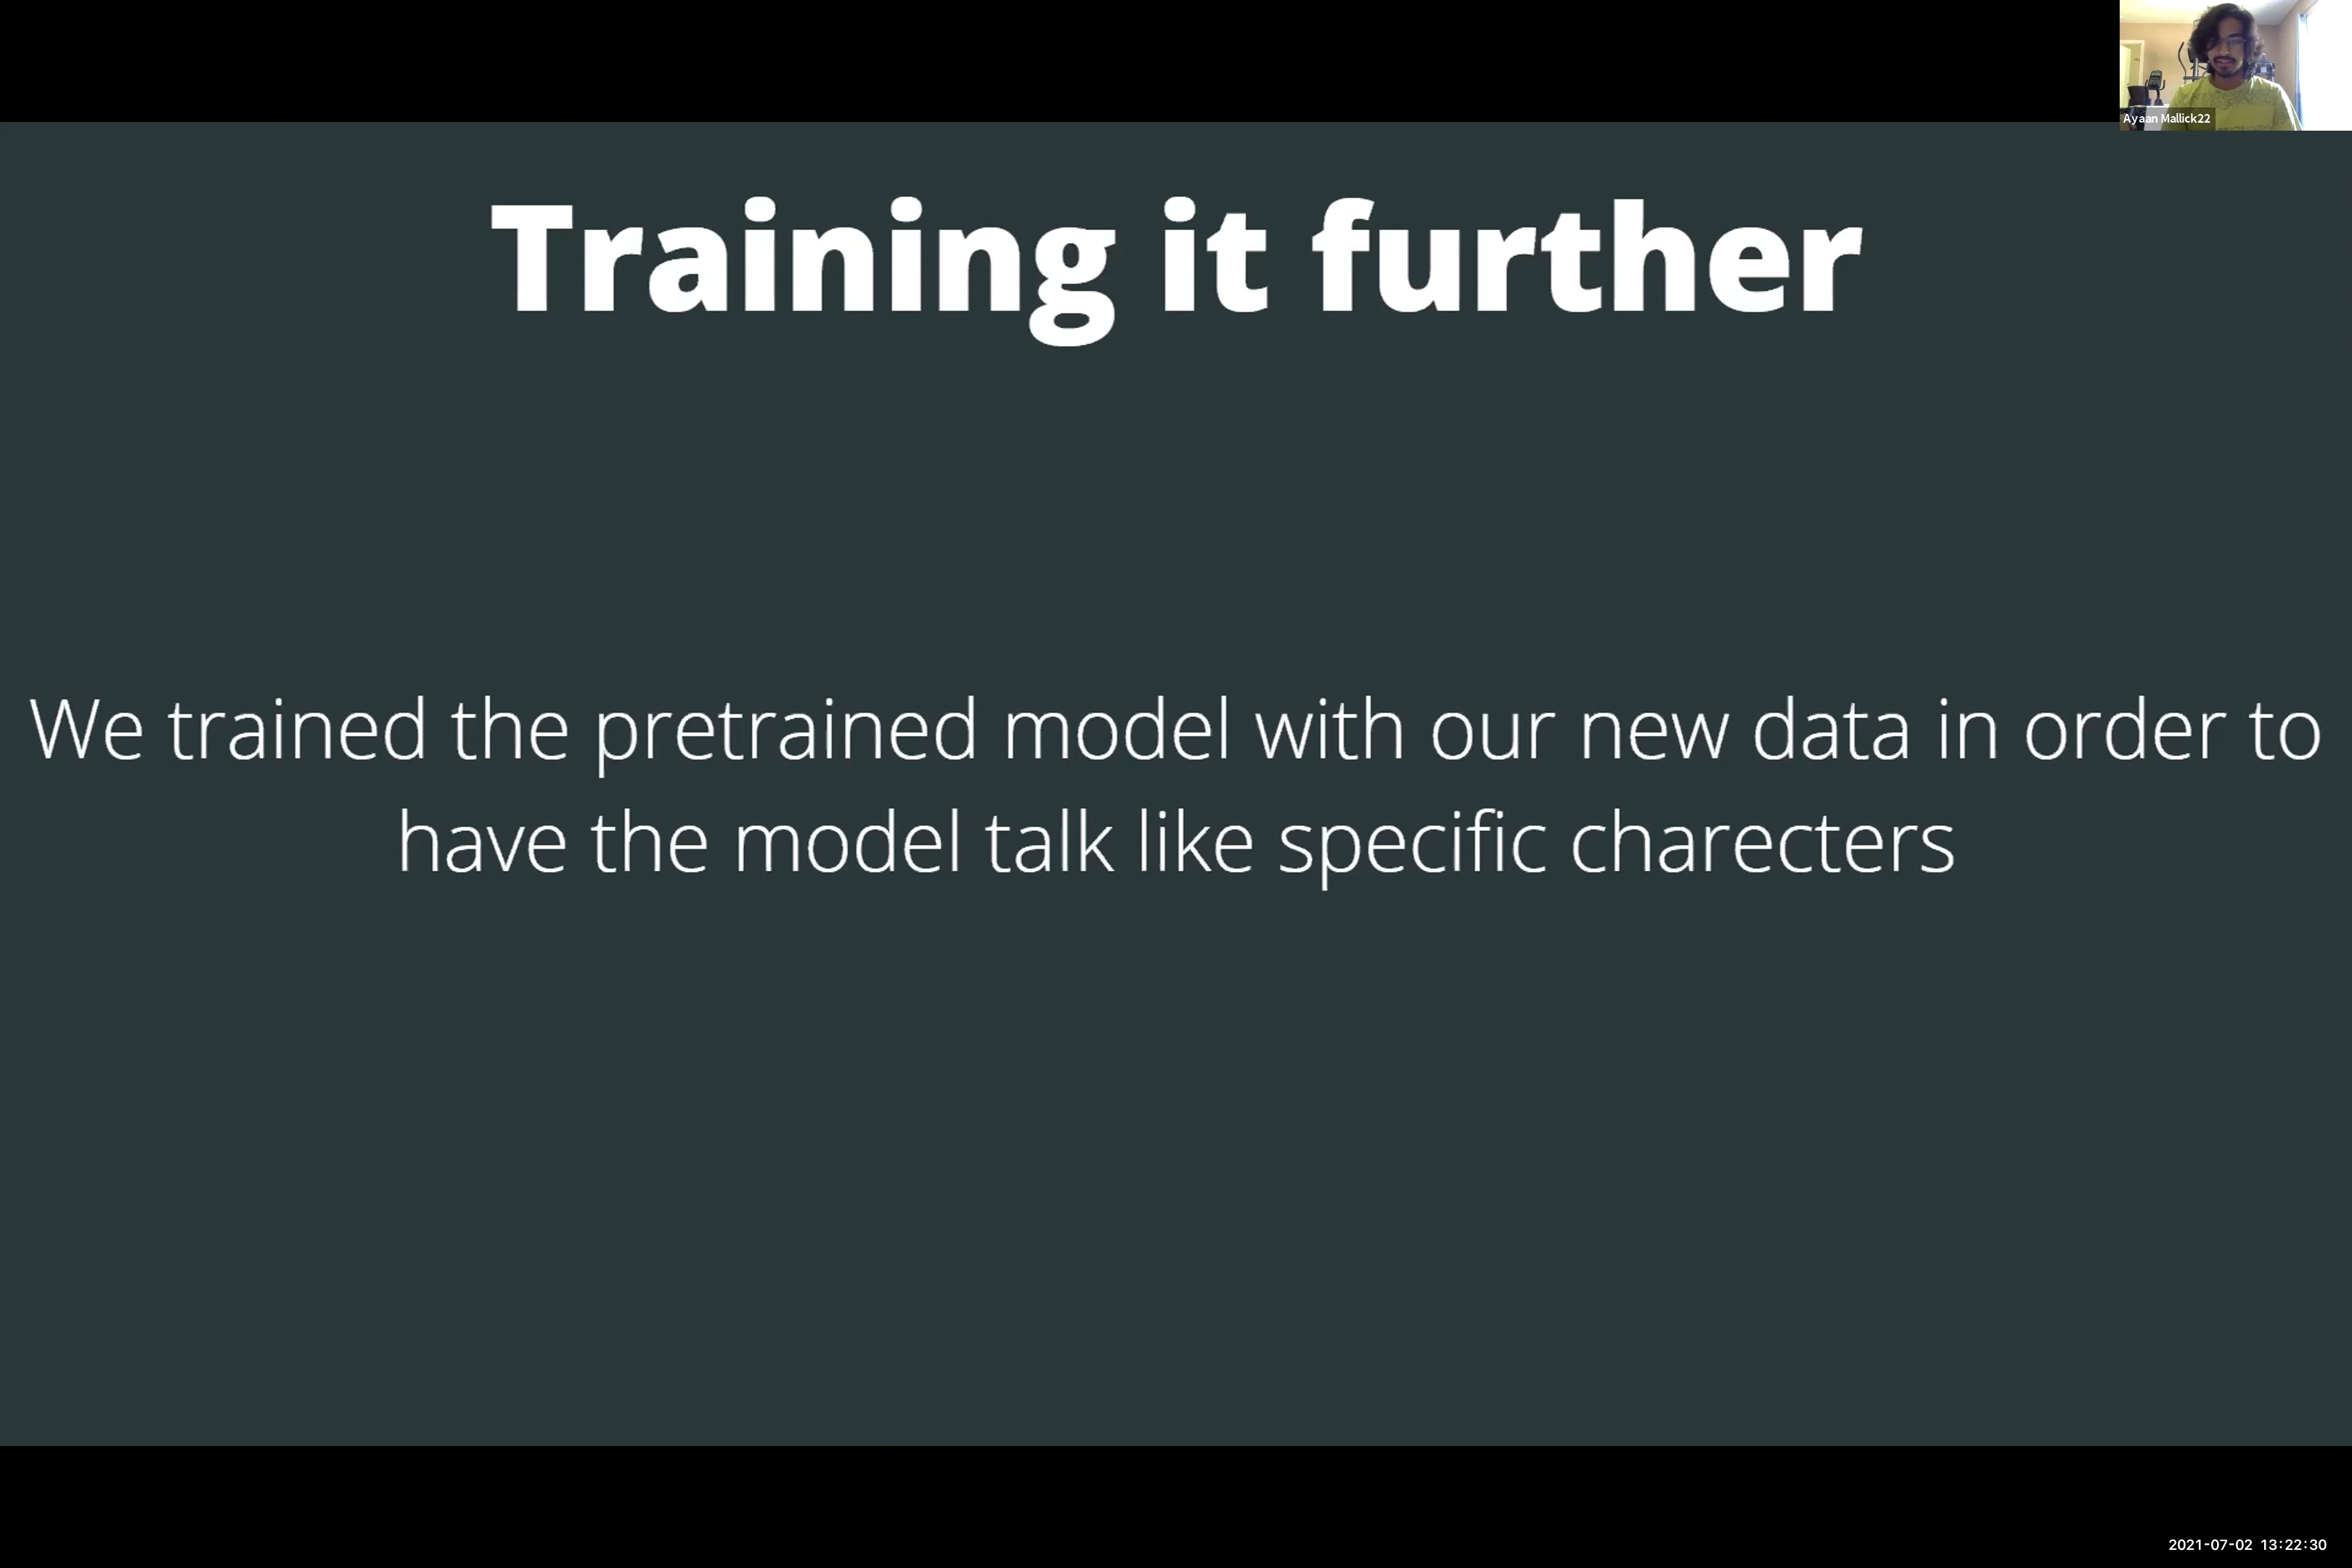 Ayaan Mallick22
Training it further
We trained the pretrained model with our new data in order to
have the model talk like specific charecters
2021-07-02 13:22:30